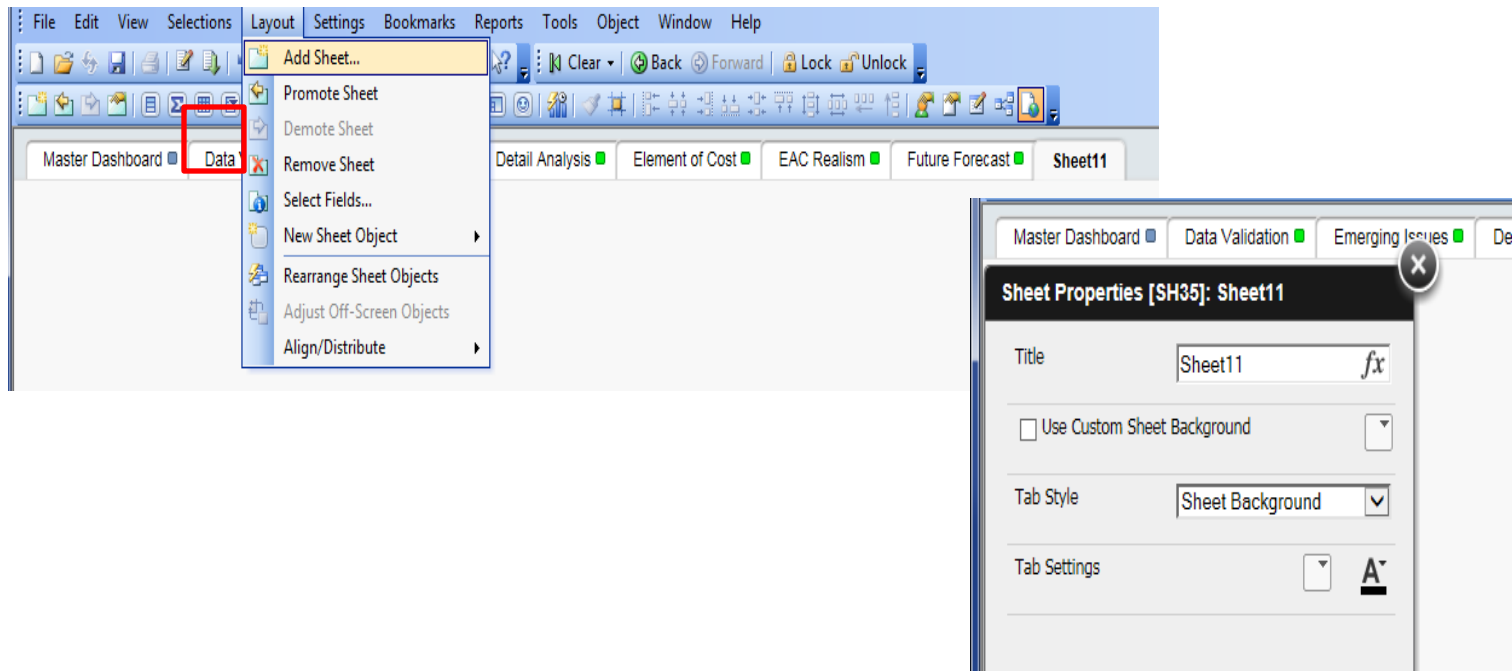 File Edit View Selections Layout Settings Bookmarks Reports Tools Object Window Help
Clear Back Forward Lock Unlock
Add Sheet...
Promote Sheet
Demote Sheet
Remove Sheet
Select Fields...
New Sheet Object
Rearrange Sheet Objects
Adjust Off-Screen Objects
Align/Distribute
Master Dashboard Data Detail Analysis Element of Cost EAC Realism Future Forecast Sheet11
Master Dashboard Data Validation Emerging Issues De
Sheet Properties [SH35]: Sheet11
Title Sheet11 fx
Use Custom Sheet Background
Tab Style Sheet Background
Tab Settings A